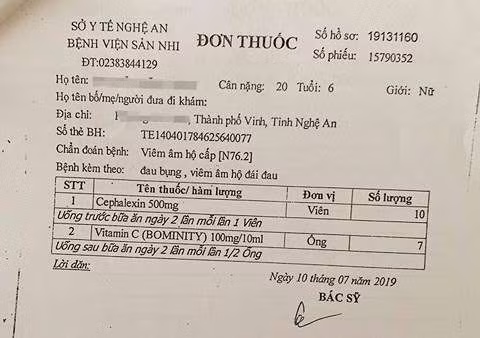 SỞ Y TẾ NGHỆ AN
BỆNH VIỆN SẢN NHI
ĐT:02383844129
ĐƠN THUỐC
Số hồ sơ: 19131160
Số phiếu: 15790352
Họ tên: Cân nặng: 20 Tuổi: 6 Giới: Nữ
Họ tên bố/mẹ/người đưa đi khám:
Địa chỉ: , Thành phố Vinh, Tỉnh Nghệ An
Số thẻ BH: TE140401784625640077
Chẩn đoán bệnh: Viêm âm hộ cấp [N76.2]
Bệnh kèm theo: đau bụng , viêm âm hộ đái đau
STT Tên thuốc/ hàm lượng Đơn vị Số lượng
1 Cephalexin 500mg Viên 10
Uống trước bữa ăn ngày 2 lần mỗi lần 1 Viên
2 Vitamin C (BOMINITY) 100mg/10ml Ống 7
Uống sau bữa ăn ngày 2 lần mỗi lần 1/2 Ống
Lời dặn:
Ngày 10 tháng 07 năm 2019
BÁC SỸ